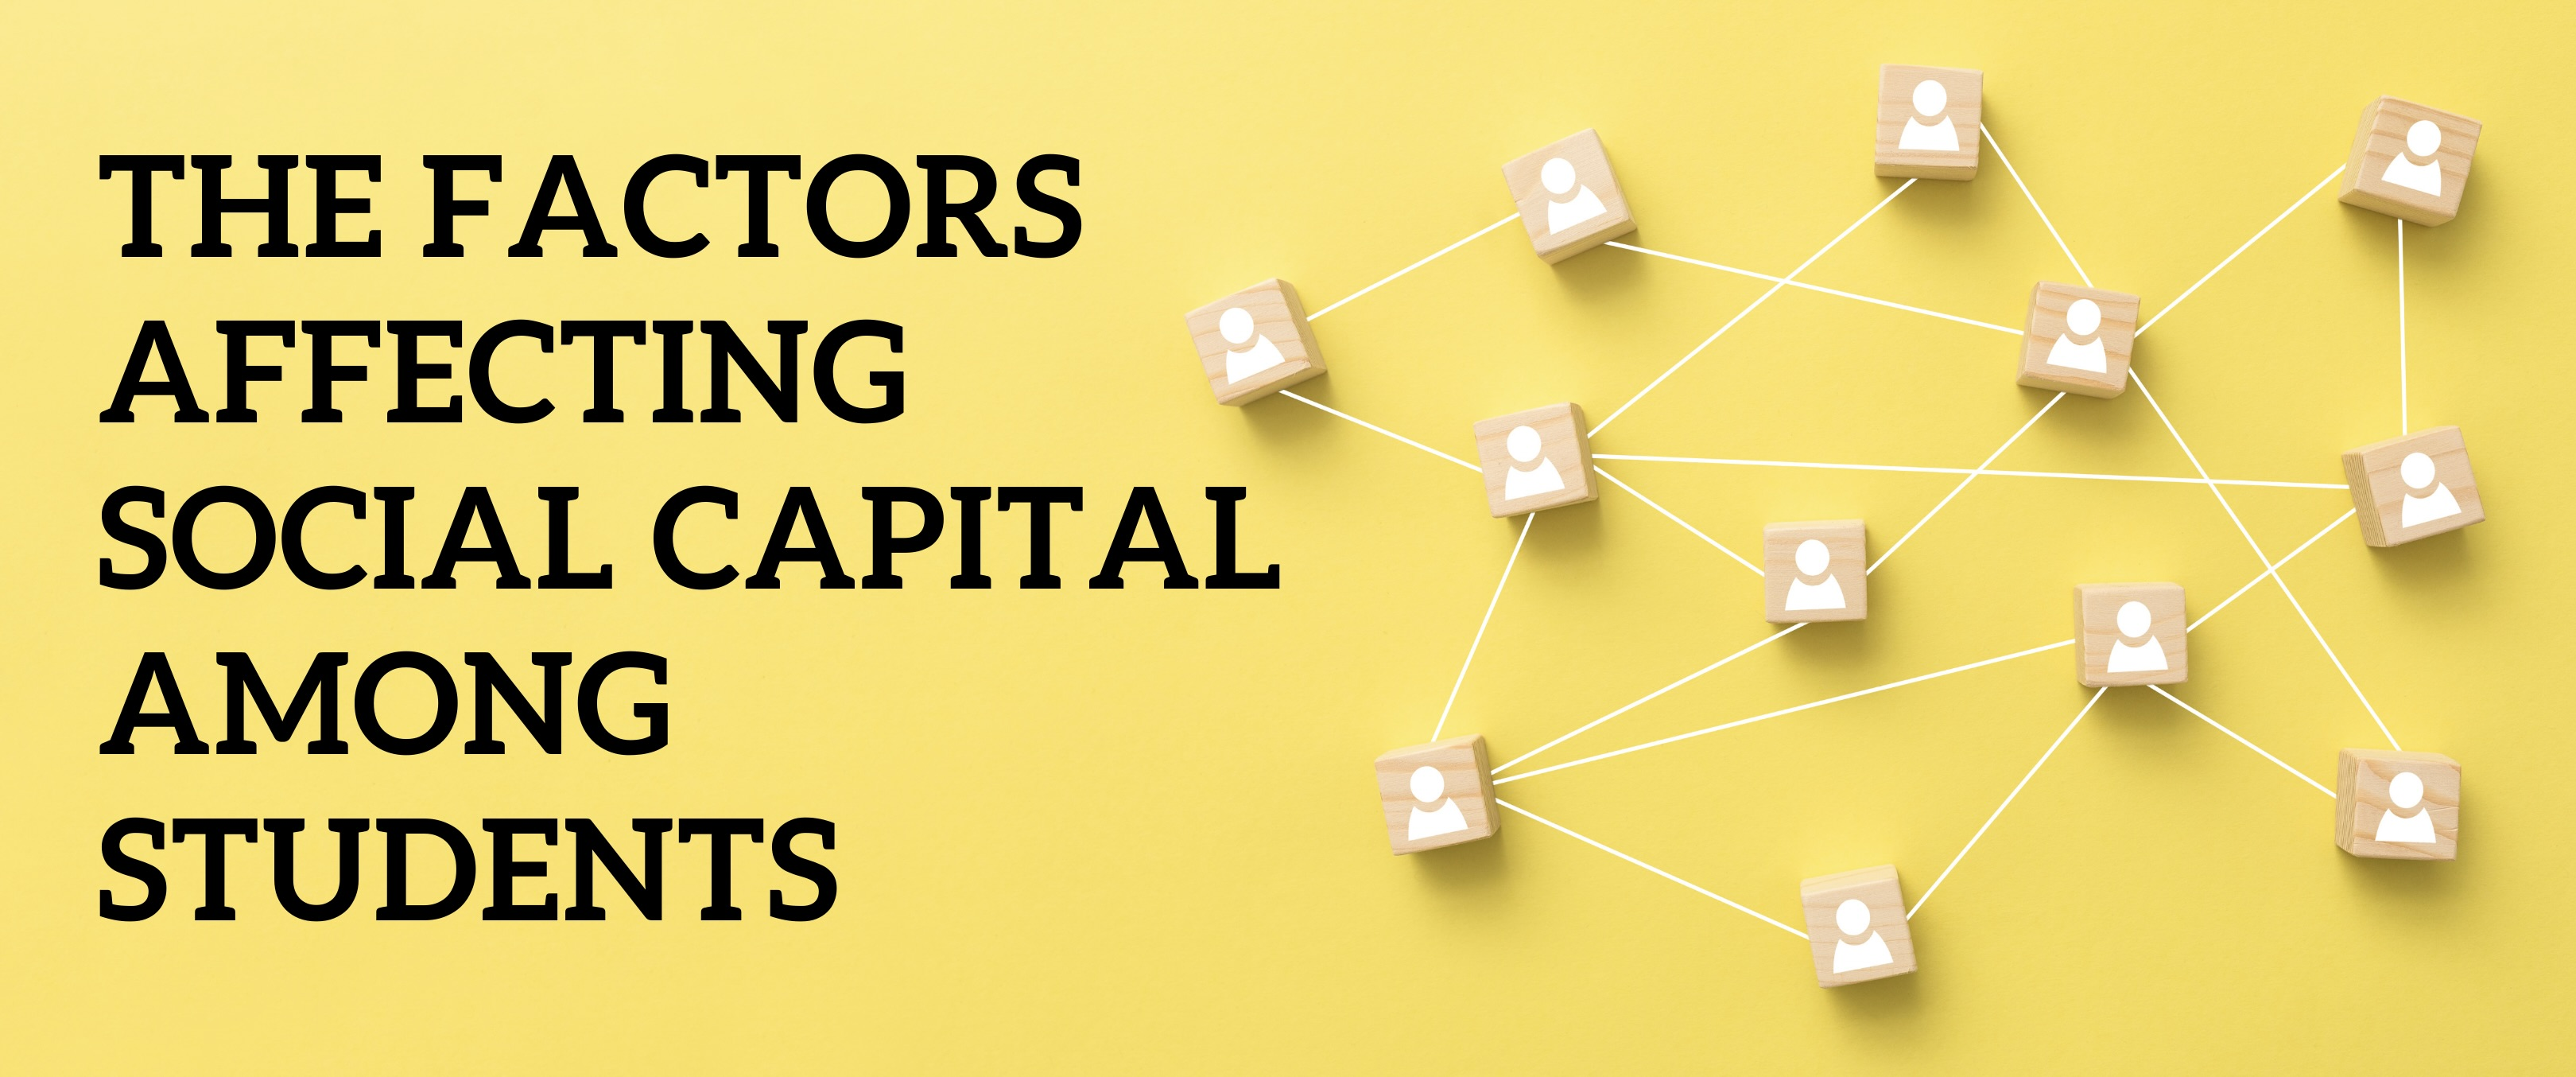 THE FACTORS
AFFECTING
SOCIAL CAPITAL
AMONG
STUDENTS